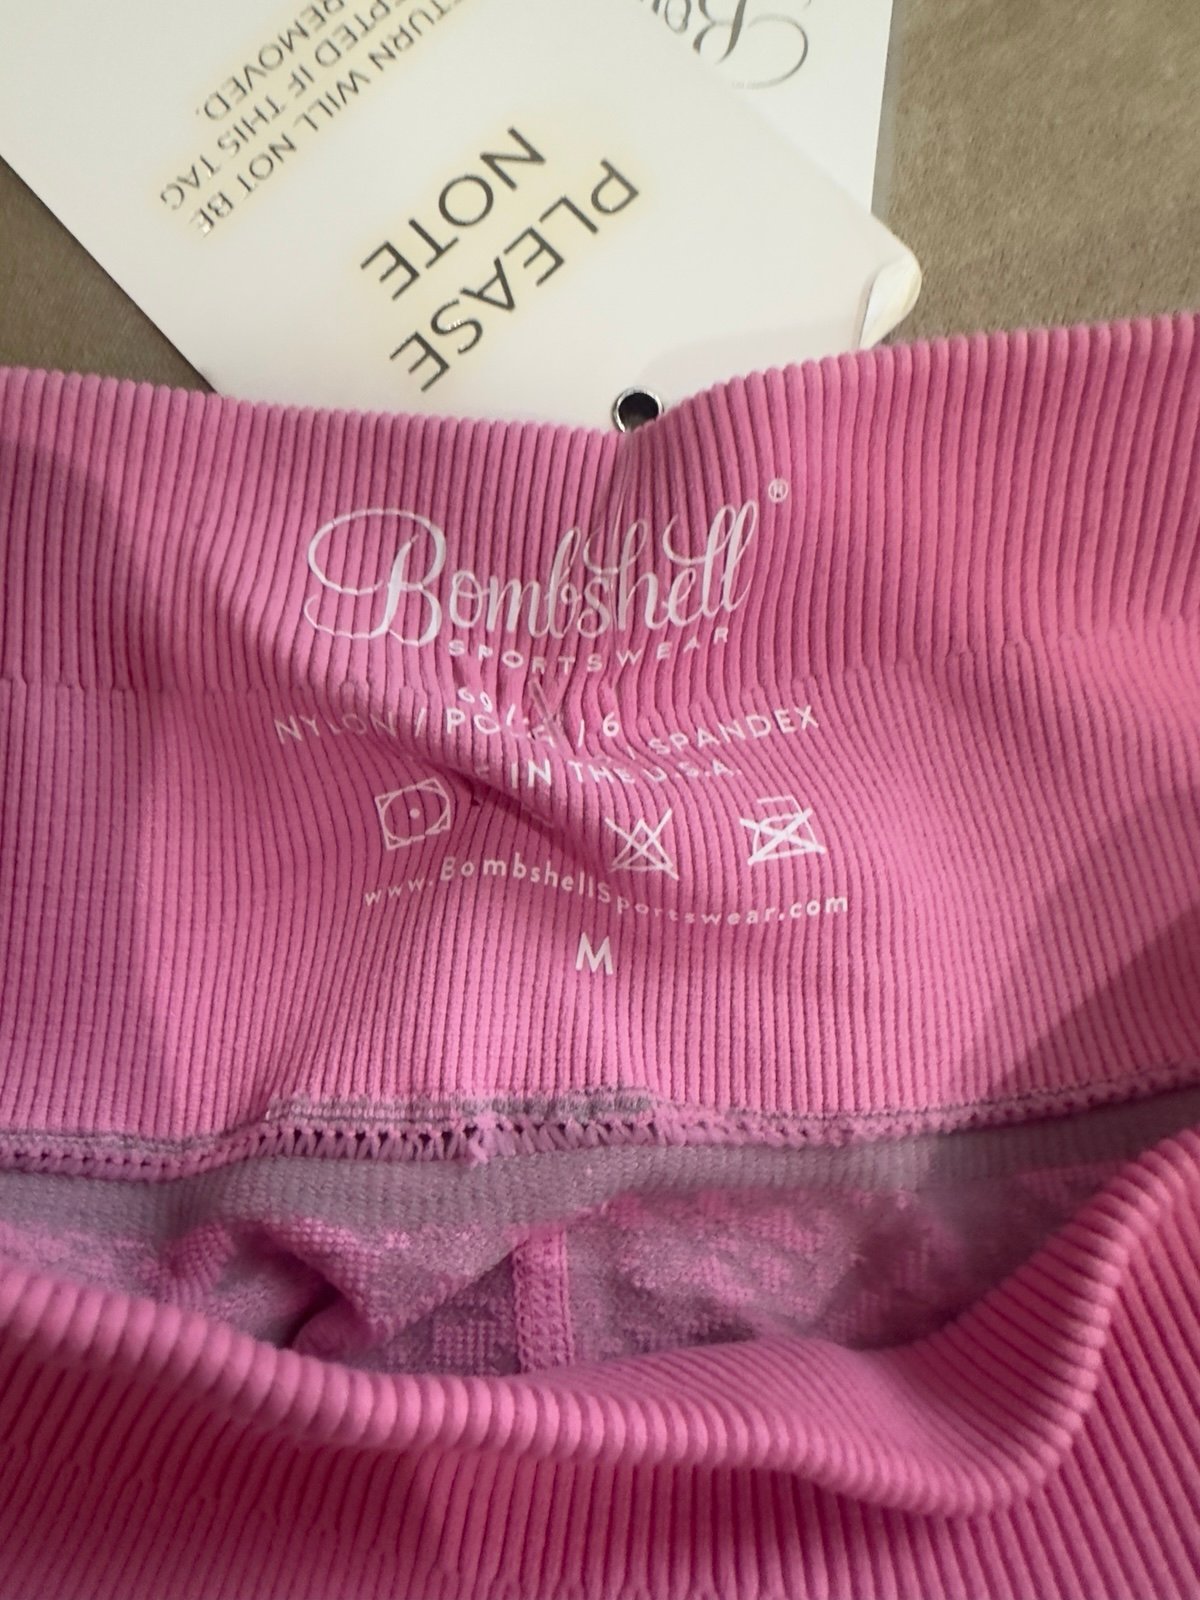 PLEASE
NOTE
TURN WILL NOT BE
EPTED IF THIS TAG
REMOVED.
Bombshell®
SPORTSWEAR
NYLON / / SPANDEX
IN THE U.S.A.
www.BombshellSportswear.com
M